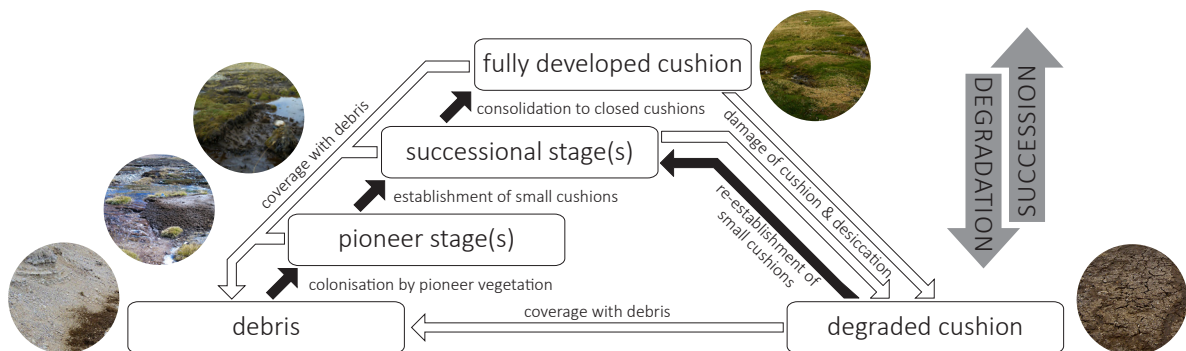 fully developed cushion
consolidation to closed cushions
successional stage(s)
establishment of small cushions
pioneer stage(s)
colonisation by pioneer vegetation
debris
coverage with debris
degraded cushion
coverage with debris
damage of cushion & desiccation
re-establishment of
small cushions
DEGRADATION
SUCCESSION